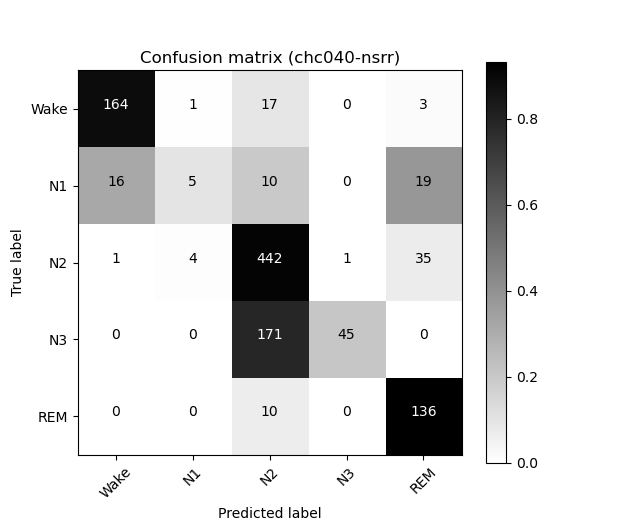 Confusion matrix (chc040-nsrr)
Wake 164 1 17 0 3
N1 16 5 10 0 19
N2 1 4 442 1 35
N3 0 0 171 45 0
REM 0 0 10 0 136
True label
Wake N1 N2 N3 REM
Predicted label
0.8
0.6
0.4
0.2
0.0